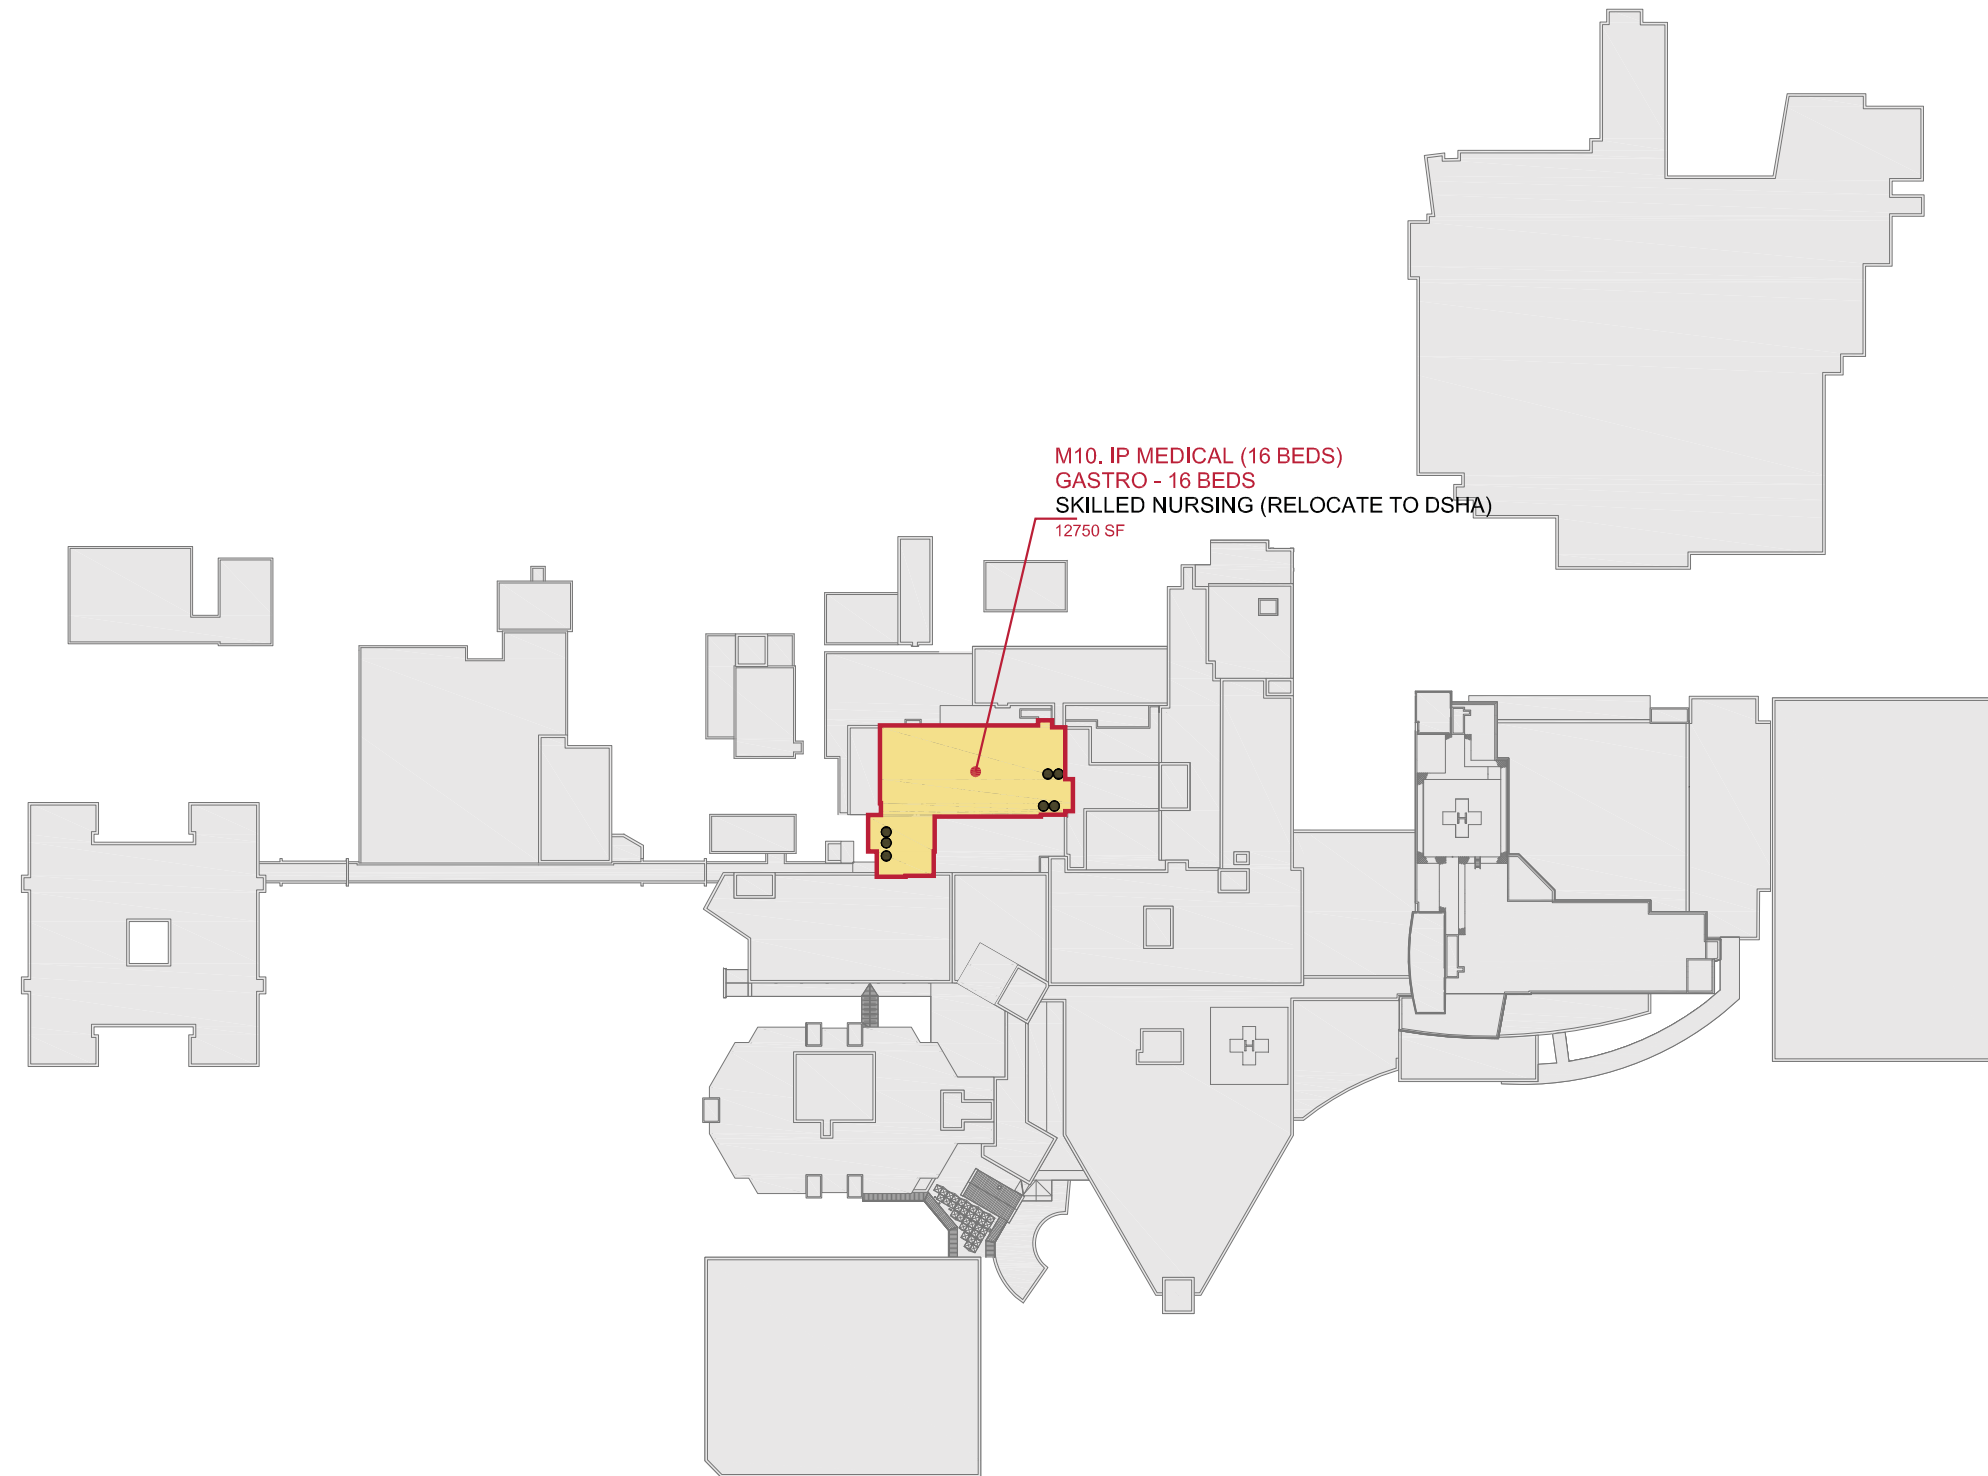 M10. IP MEDICAL (16 BEDS)
GASTRO - 16 BEDS
SKILLED NURSING (RELOCATE TO DSHA)
12750 SF
H
H